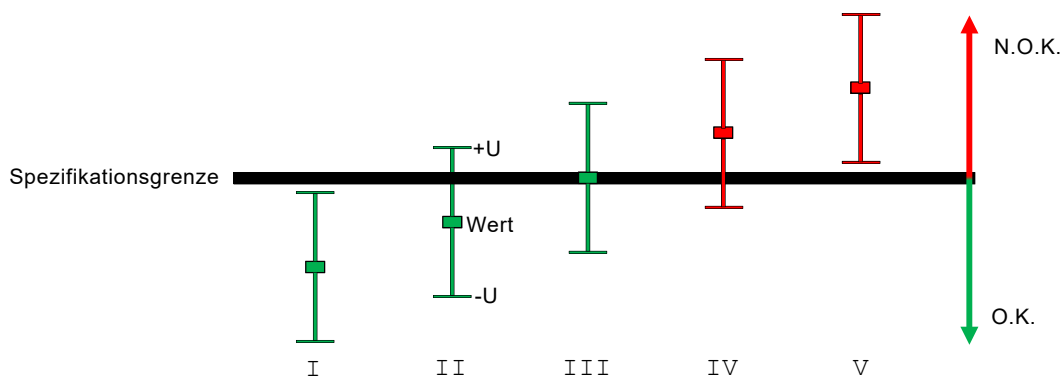 N.O.K.
+U
Spezifikationsgrenze
Wert
-U
O.K.
I II III IV V